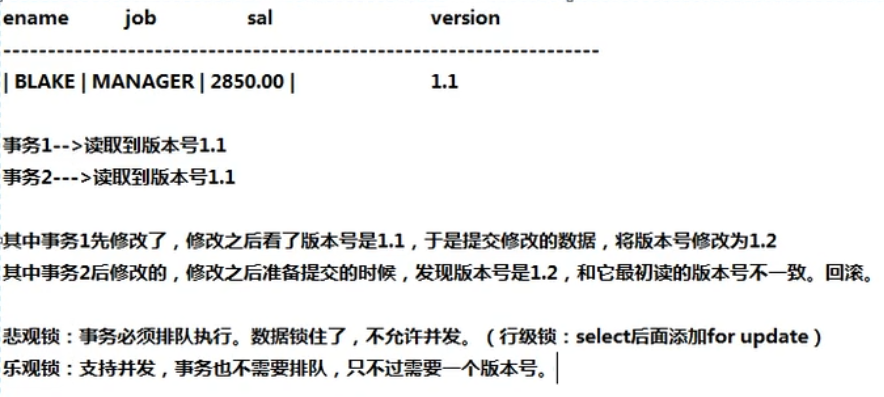 ename job sal version
------------------------------------------------------------------
| BLAKE | MANAGER | 2850.00 | 1.1
事务1-->读取到版本号1.1
事务2--->读取到版本号1.1
其中事务1先修改了，修改之后看了版本号是1.1，于是提交修改的数据，将版本号修改为1.2
其中事务2后修改的，修改之后准备提交的时候，发现版本号是1.2，和它最初读的版本号不一致。回滚。
悲观锁：事务必须排队执行。数据锁住了，不允许并发。（行级锁：select后面添加for update）
乐观锁：支持并发，事务也不需要排队，只不过需要一个版本号。